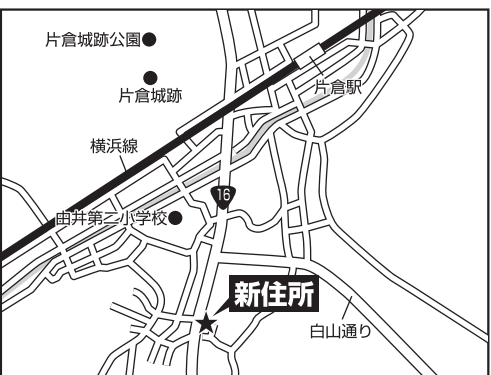 片倉城跡公園
片倉城跡
片倉駅
横浜線
16
由井第二小学校
新住所
白山通り